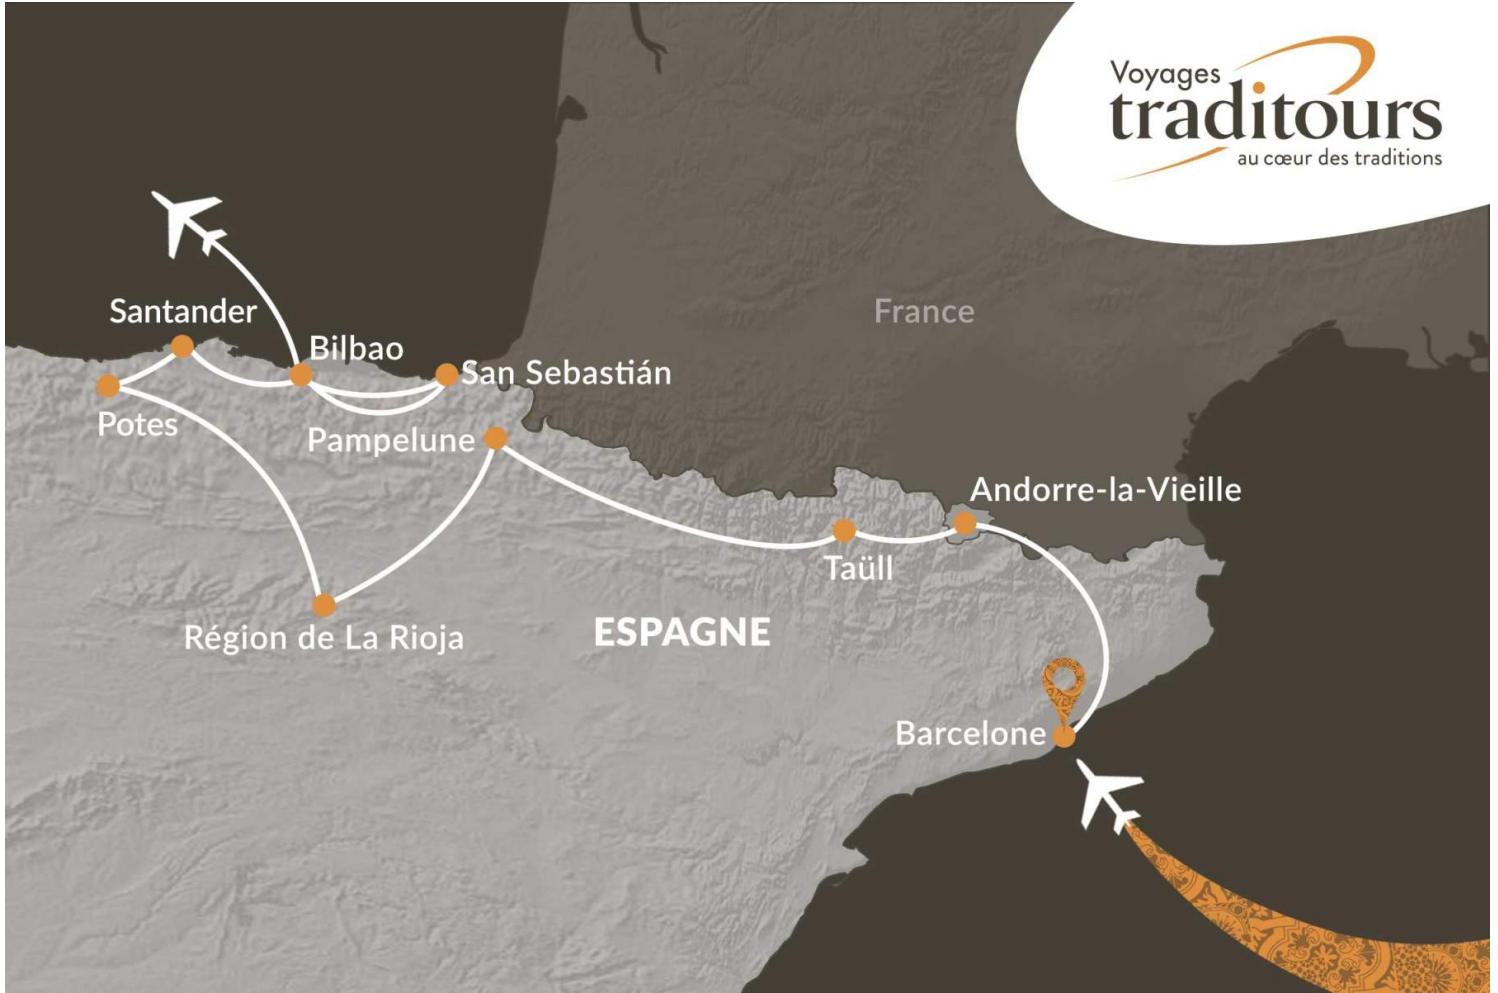 Voyages
traditours
au cœur des traditions
France
Santander
Bilbao
San Sebastián
Potes
Pampelune
Andorre-la-Vieille
Taüll
Région de La Rioja
ESPAGNE
Barcelone